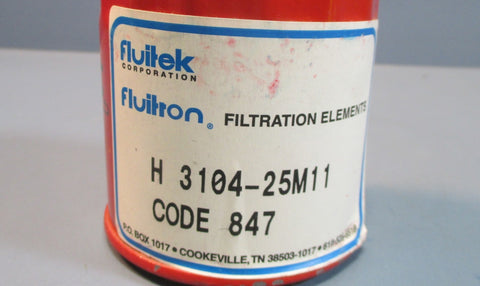 fluitek
CORPORATION
fluitron® FILTRATION ELEMENTS
H 3104-25M11
CODE 847
P.O. BOX 1017 • COOKEVILLE, TN 38503-1017 •